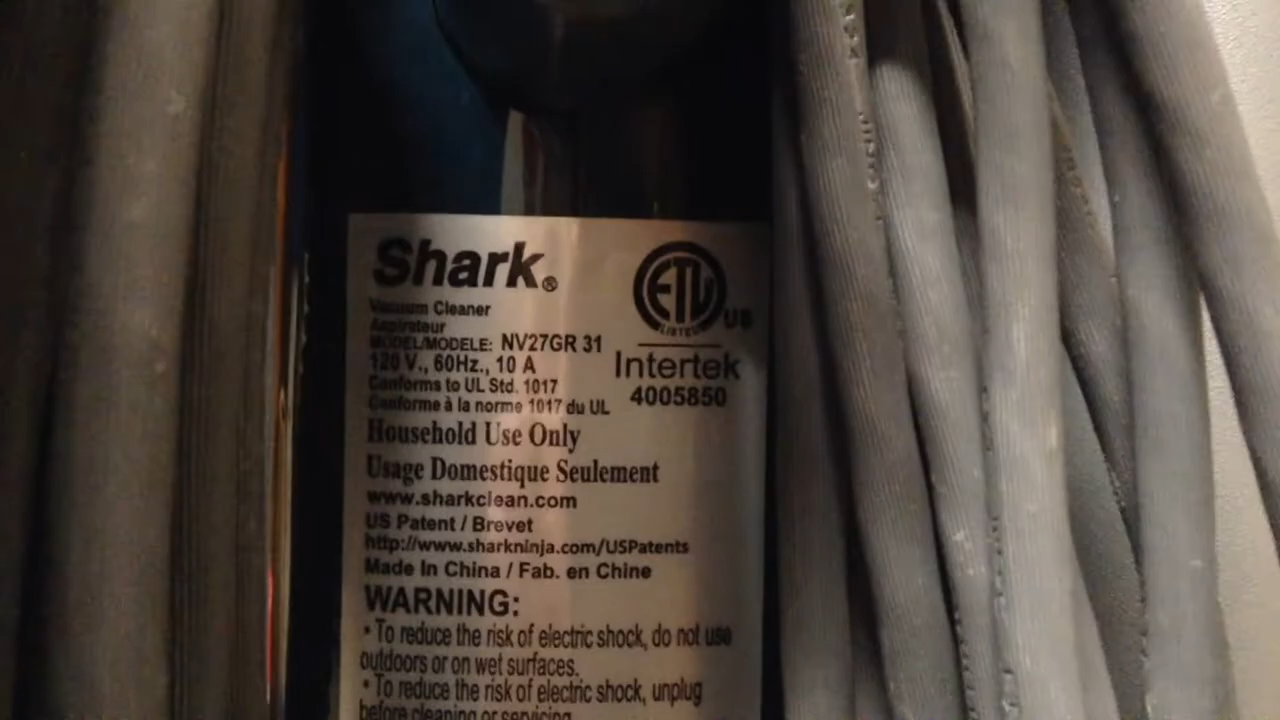 Shark®
Vacuum Cleaner
Aspirateur
MODEL/MODELE: NV27GR 31
120 V., 60Hz., 10 A
Conforms to UL Std. 1017
Conforme à la norme 1017 du UL
ETL
LISTED
US
Intertek
4005850
Household Use Only
Usage Domestique Seulement
www.sharkclean.com
US Patent / Brevet
http://www.sharkninja.com/USPatents
Made In China / Fab. en Chine
WARNING:
• To reduce the risk of electric shock, do not use
outdoors or on wet surfaces.
• To reduce the risk of electric shock, unplug
before cleaning or servicing.